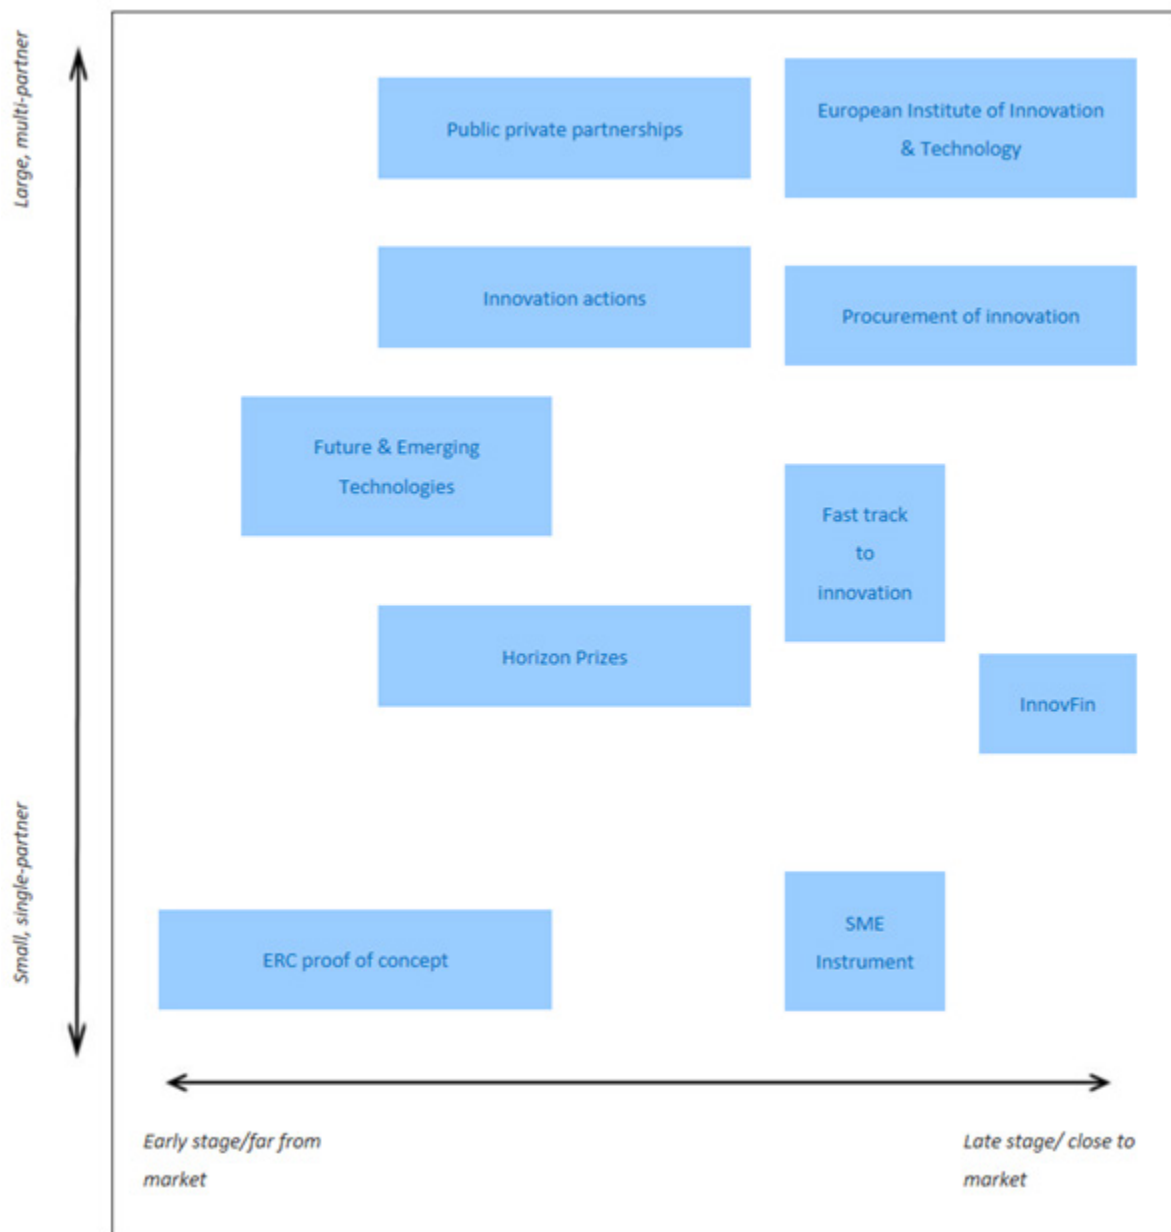 Large, multi-partner
Public private partnerships
European Institute of Innovation
& Technology
Innovation actions
Procurement of innovation
Future & Emerging
Technologies
Fast track
to
innovation
Horizon Prizes
InnovFin
Small, single-partner
ERC proof of concept
SME
Instrument
Early stage/far from
market
Late stage/ close to
market